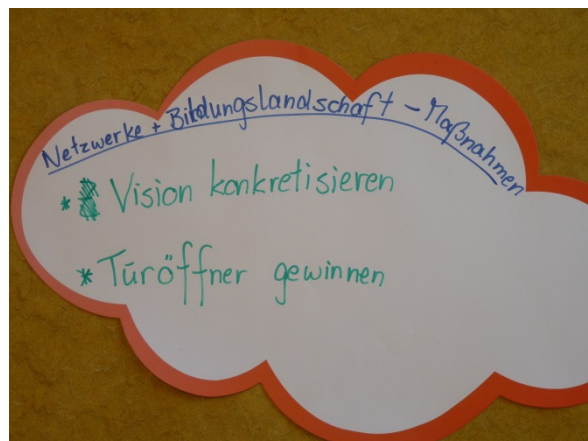 Netzwerke + Bildungslandschaft - Maßnahmen
* Vision konkretisieren
* Türöffner gewinnen